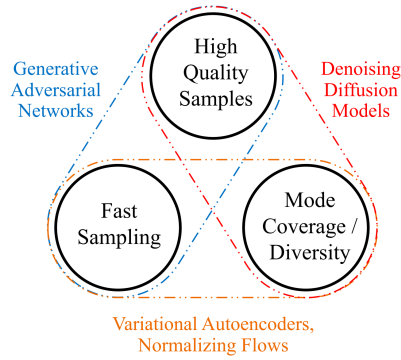 High
Quality
Samples
Generative
Adversarial
Networks
Denoising
Diffusion
Models
Fast
Sampling
Mode
Coverage /
Diversity
Variational Autoencoders,
Normalizing Flows